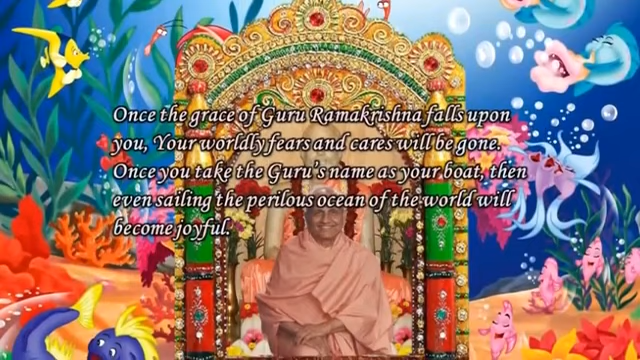 Once the grace of Guru Ramakrishna falls upon
you, Your worldly fears and cares will be gone.
Once you take the Guru's name as your boat, then
even sailing the perilous ocean of the world will
become joyful.